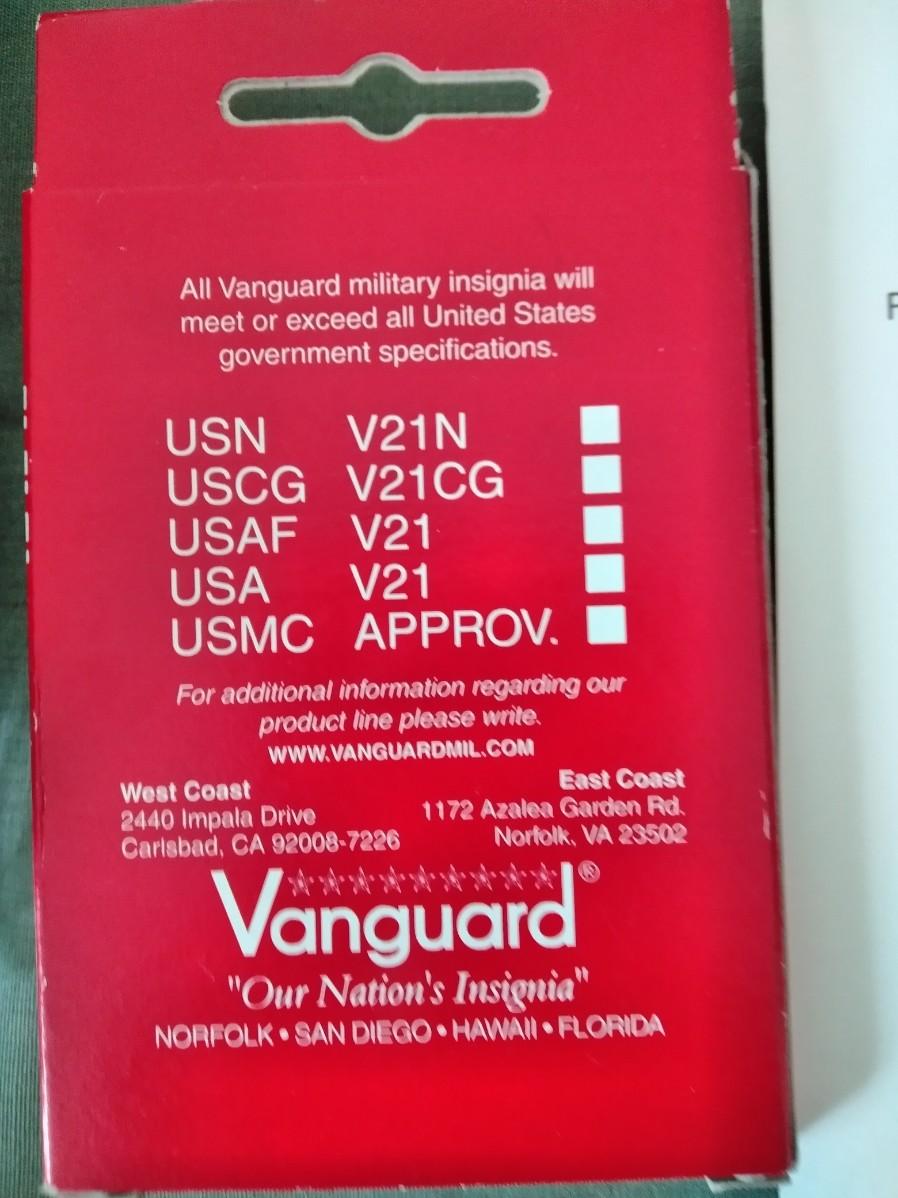 All Vanguard military insignia will
meet or exceed all United States
government specifications.
USN V21N
USCG V21CG
USAF V21
USA V21
USMC APPROV.
For additional information regarding our
product line please write.
WWW.VANGUARDMIL.COM
West Coast
2440 Impala Drive
Carlsbad, CA 92008-7226
East Coast
1172 Azalea Garden Rd.
Norfolk, VA 23502
Vanguard®
"Our Nation's Insignia"
NORFOLK • SAN DIEGO • HAWAII • FLORIDA